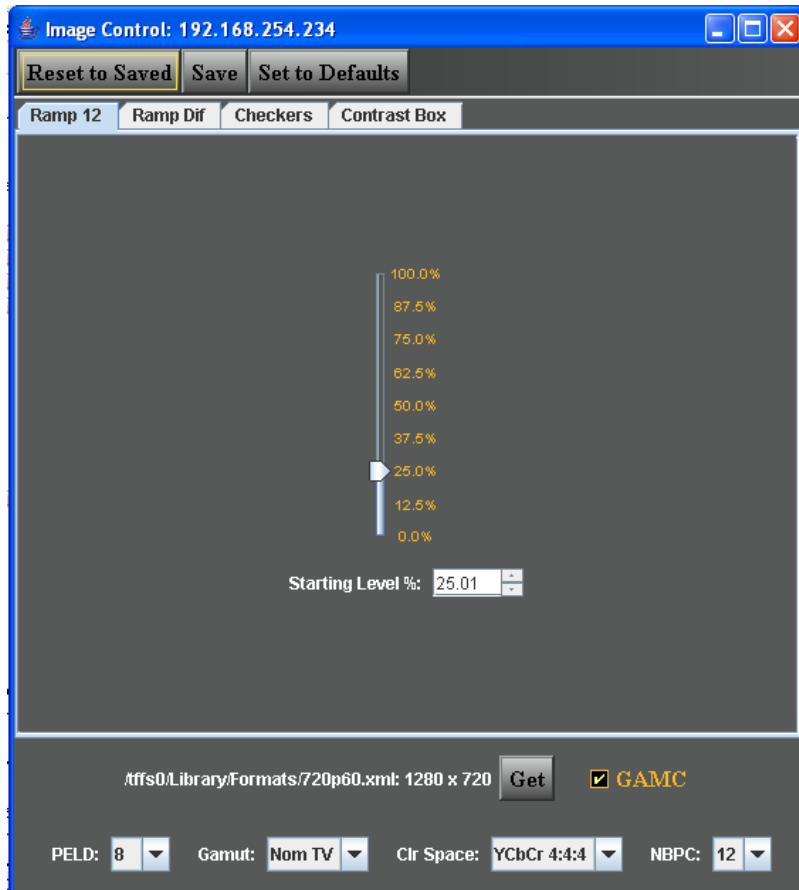 Image Control: 192.168.254.234
Reset to Saved Save Set to Defaults
Ramp 12 Ramp Dif Checkers Contrast Box
100.0%
87.5%
75.0%
62.5%
50.0%
37.5%
25.0%
12.5%
0.0%
Starting Level %: 25.01
/tffs0/Library/Formats/720p60.xml: 1280 x 720 Get GAMC
PELD: 8 Gamut: Nom TV Clr Space: YCbCr 4:4:4 NBPC: 12